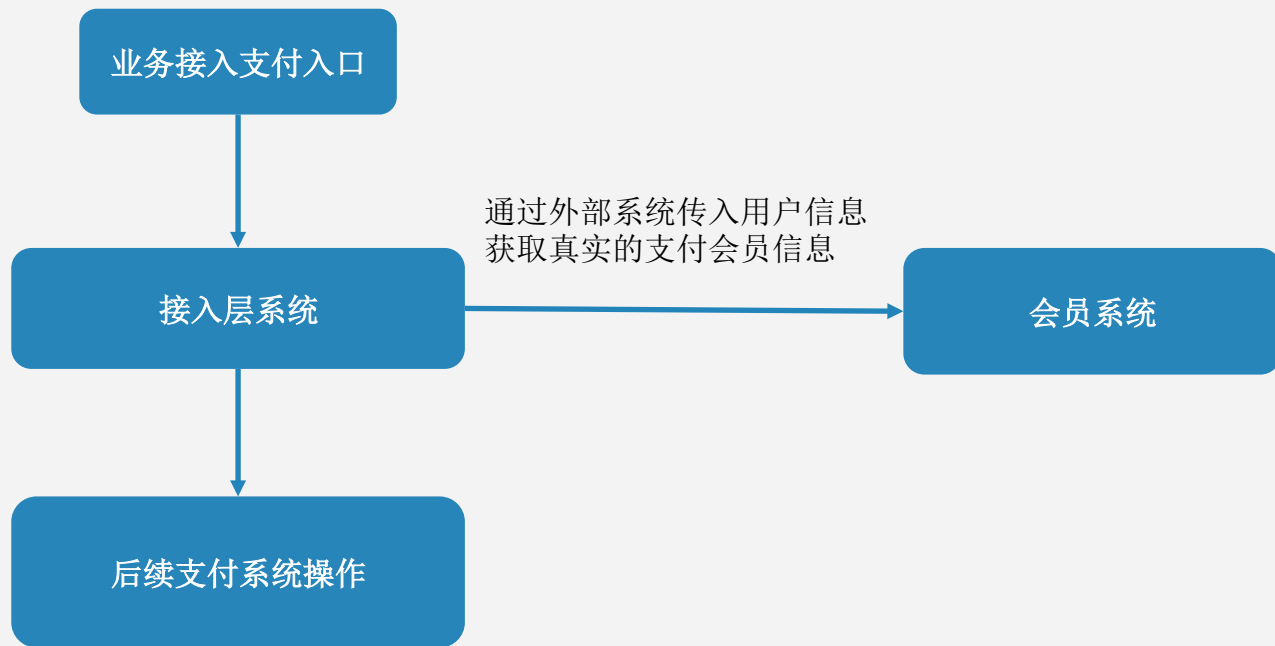 业务接入支付入口
通过外部系统传入用户信息
获取真实的支付会员信息
接入层系统
会员系统
后续支付系统操作